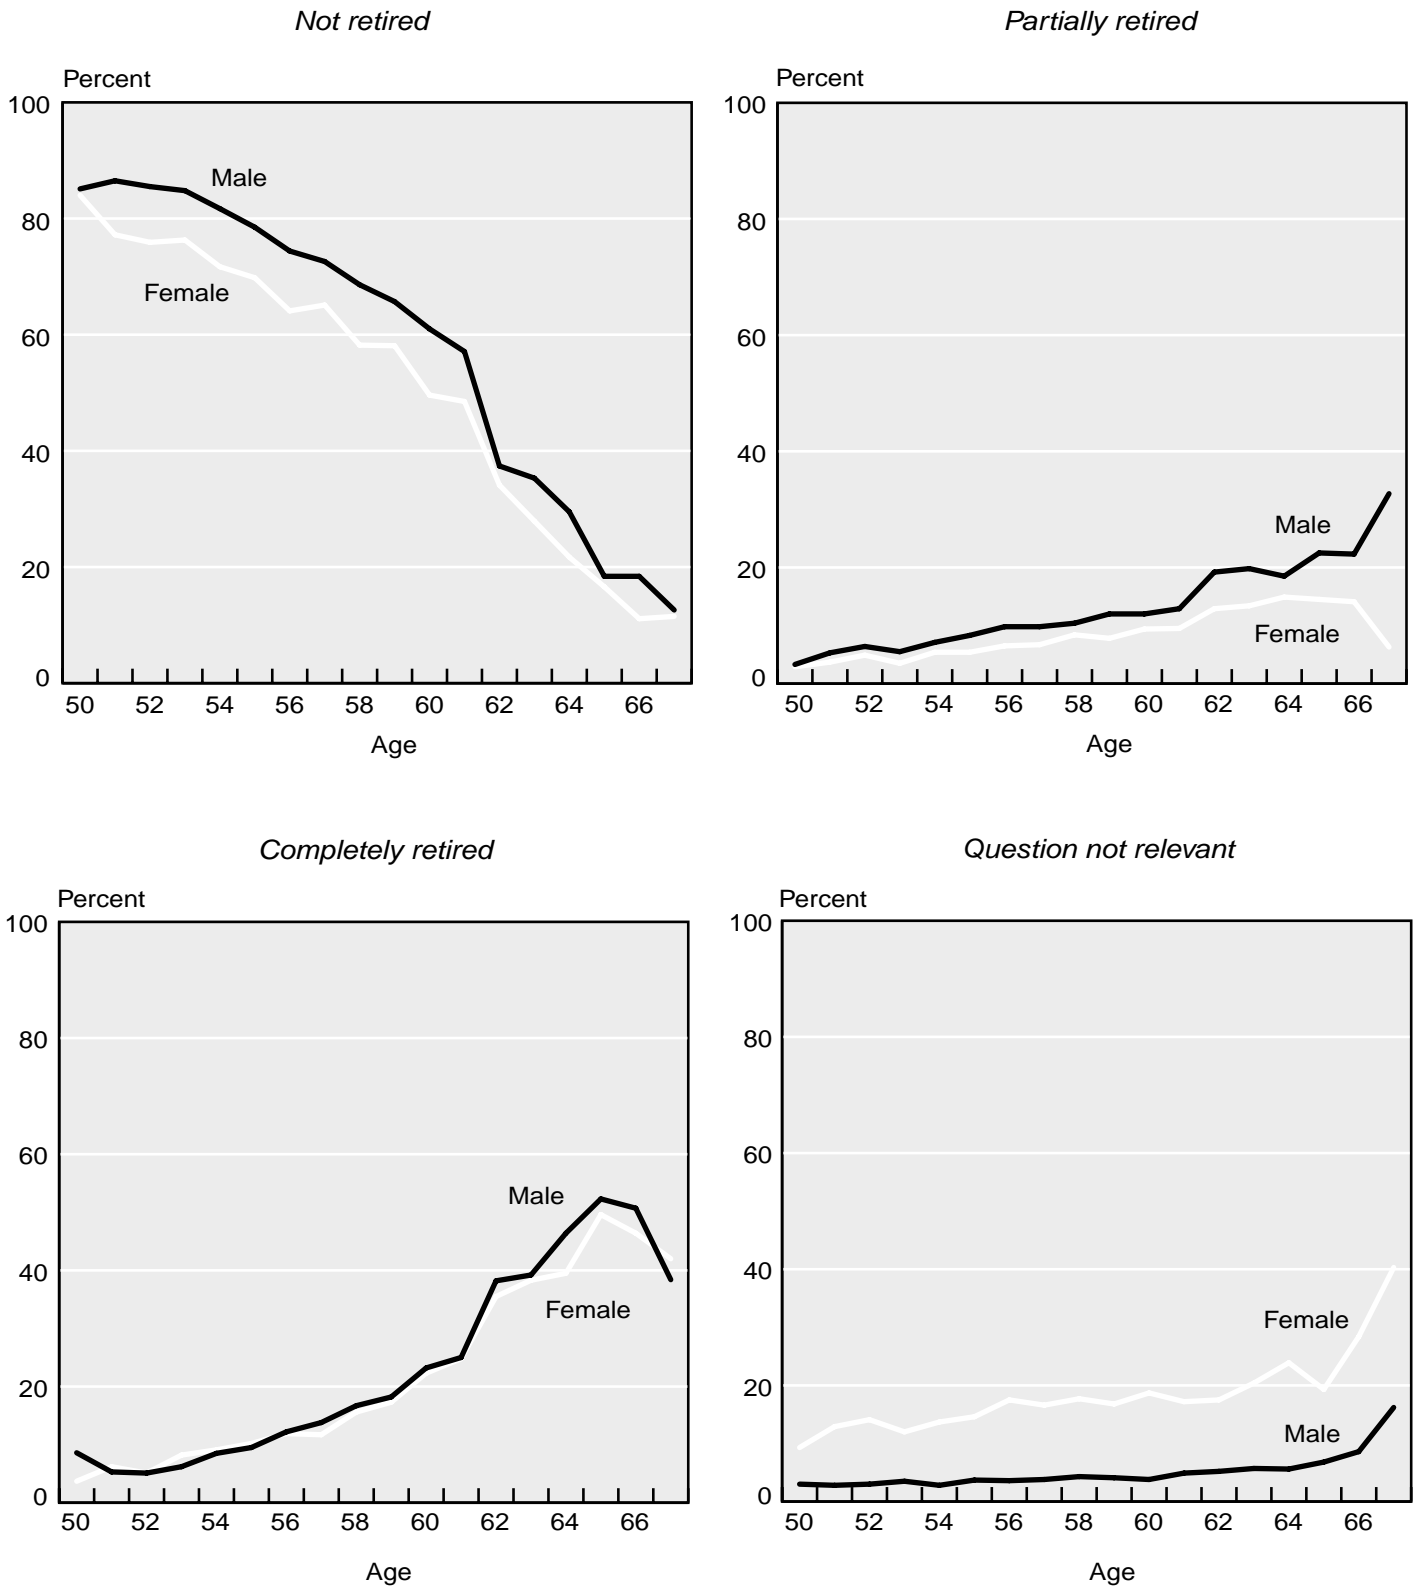 Not retired
Percent
100
80
60
40
20
0
Male
Female
50 52 54 56 58 60 62 64 66
Age
Partially retired
Percent
100
80
60
40
20
0
Male
Female
50 52 54 56 58 60 62 64 66
Age
Completely retired
Percent
100
80
60
40
20
0
Male
Female
50 52 54 56 58 60 62 64 66
Age
Question not relevant
Percent
100
80
60
40
20
0
Female
Male
50 52 54 56 58 60 62 64 66
Age